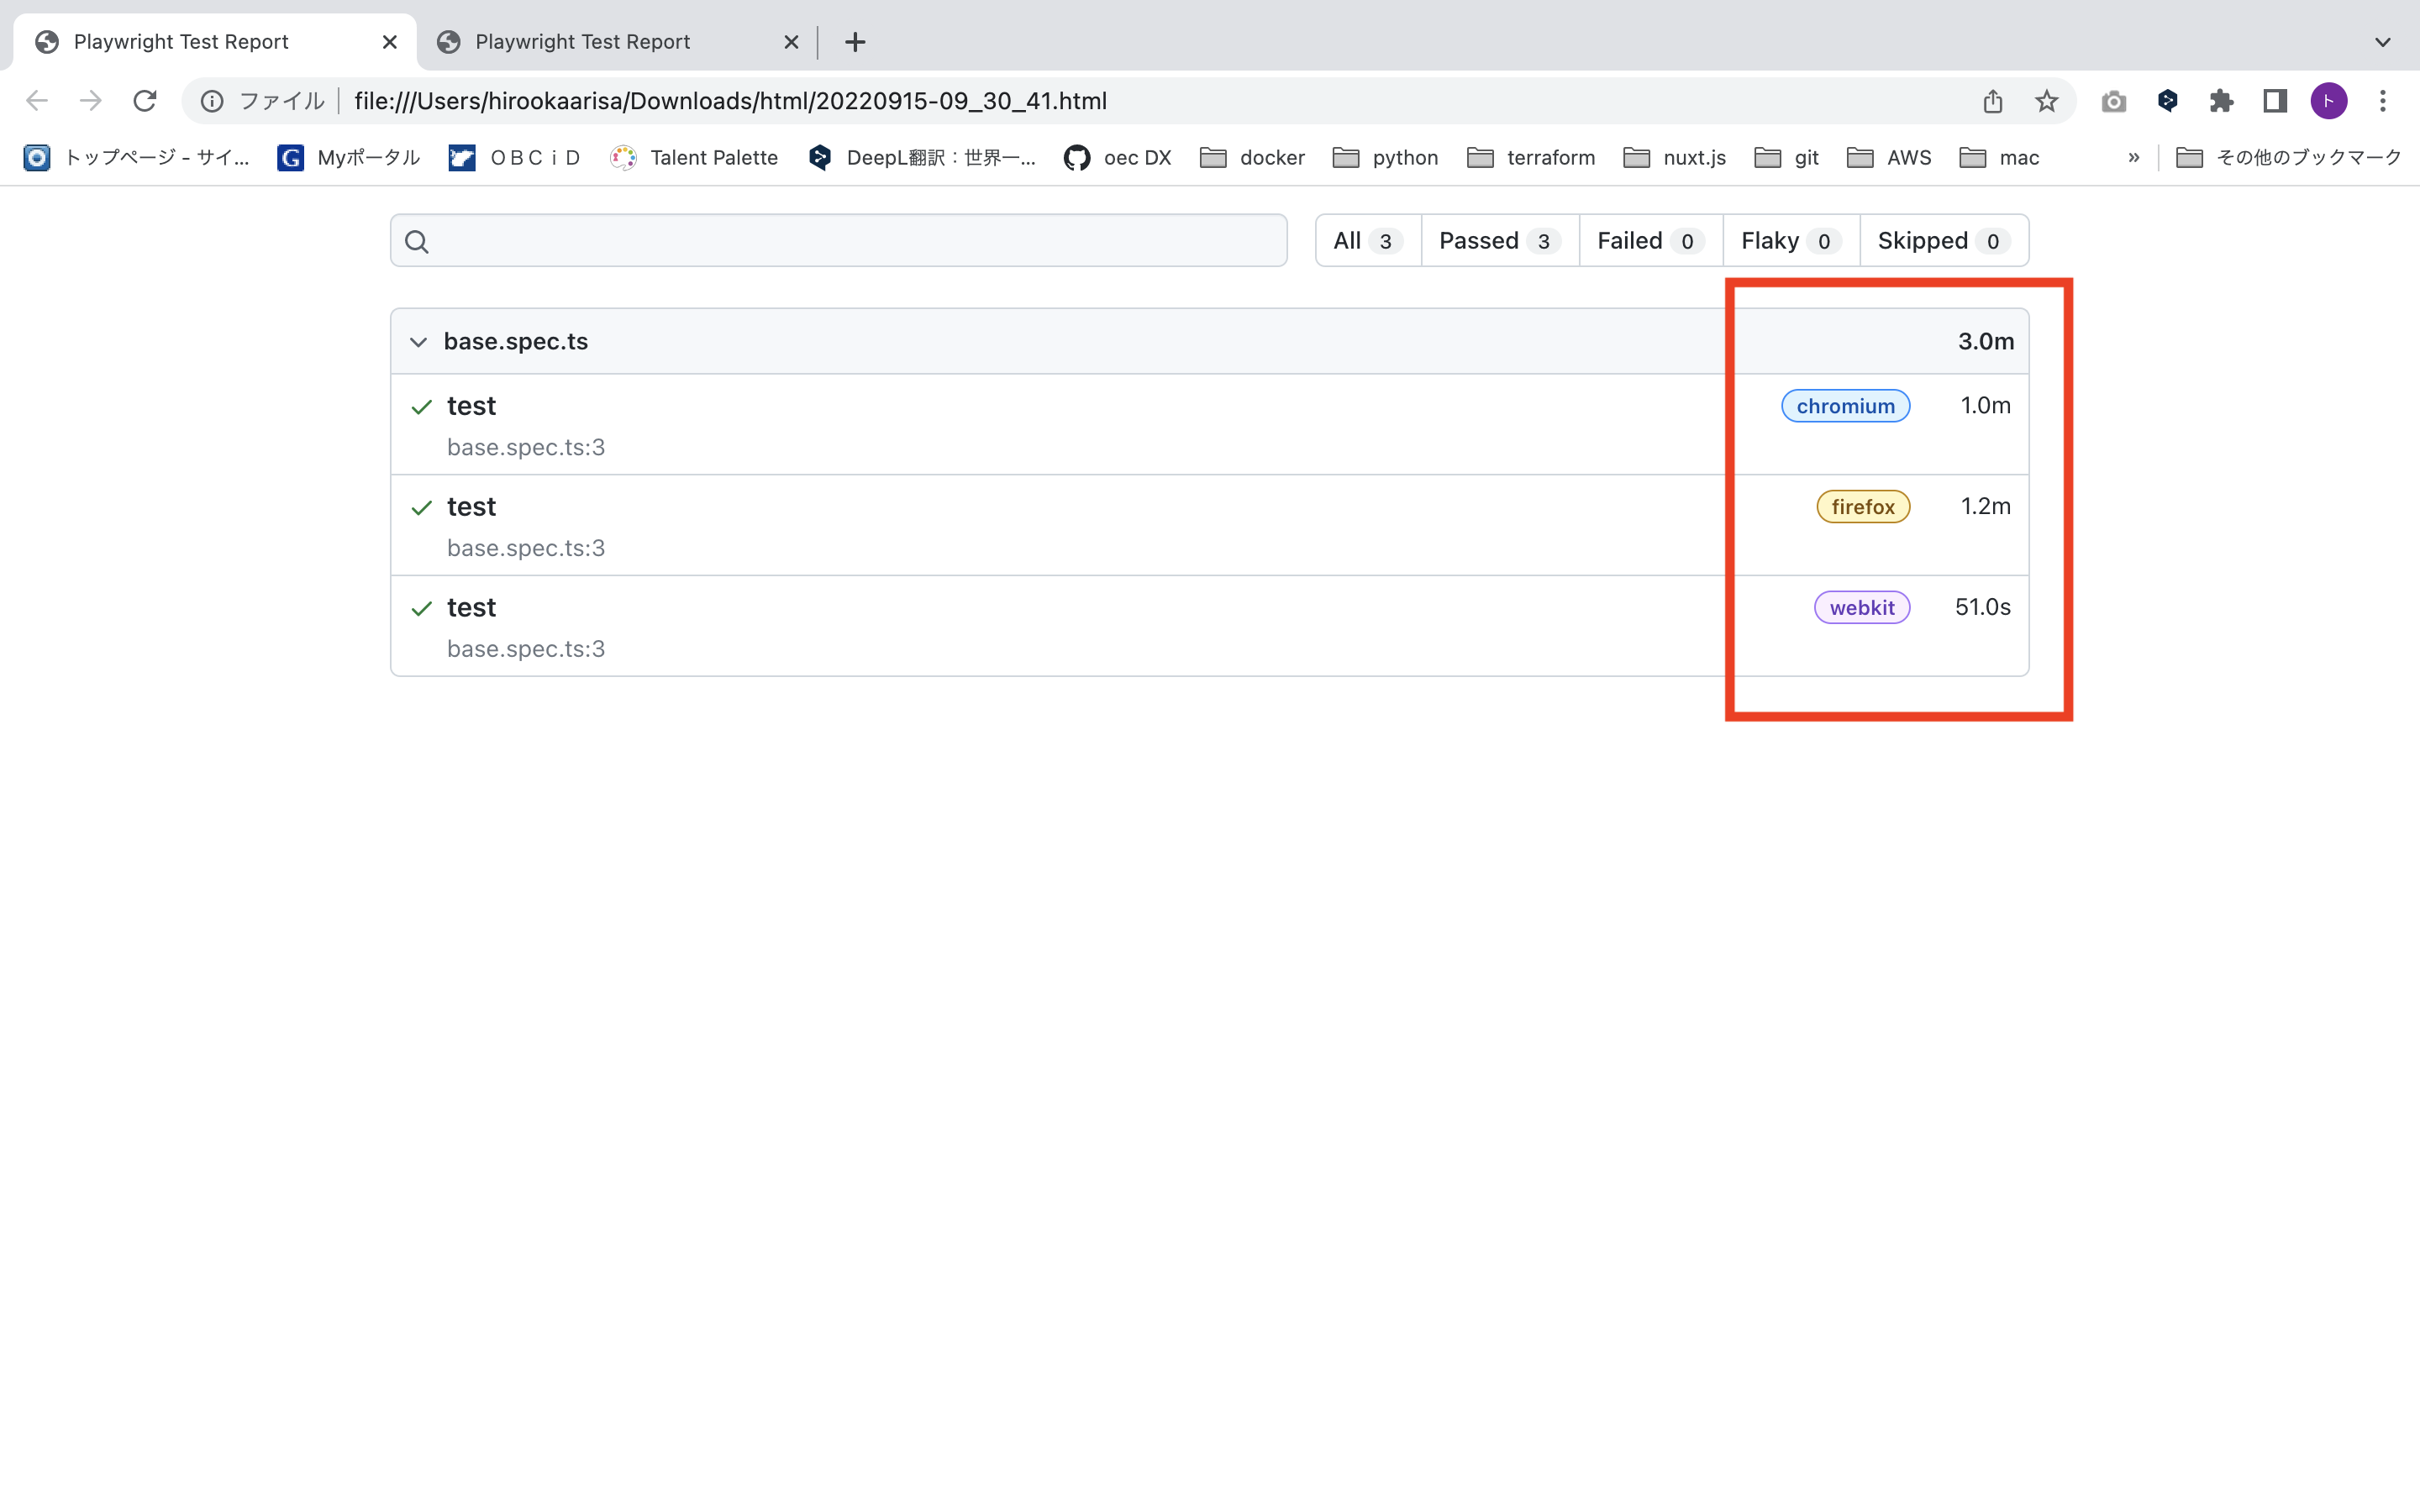 Playwright Test Report
Playwright Test Report
ファイル file:///Users/hirookaarisa/Downloads/html/20220915-09_30_41.html ト
トップページ - サイ... G Myポータル ＯＢＣｉＤ Talent Palette DeepL翻訳：世界一... oec DX docker python terraform nuxt.js git AWS mac » その他のブックマーク
All 3 Passed 3 Failed 0 Flaky 0 Skipped 0
base.spec.ts 3.0m
test chromium 1.0m
base.spec.ts:3
test firefox 1.2m
base.spec.ts:3
test webkit 51.0s
base.spec.ts:3